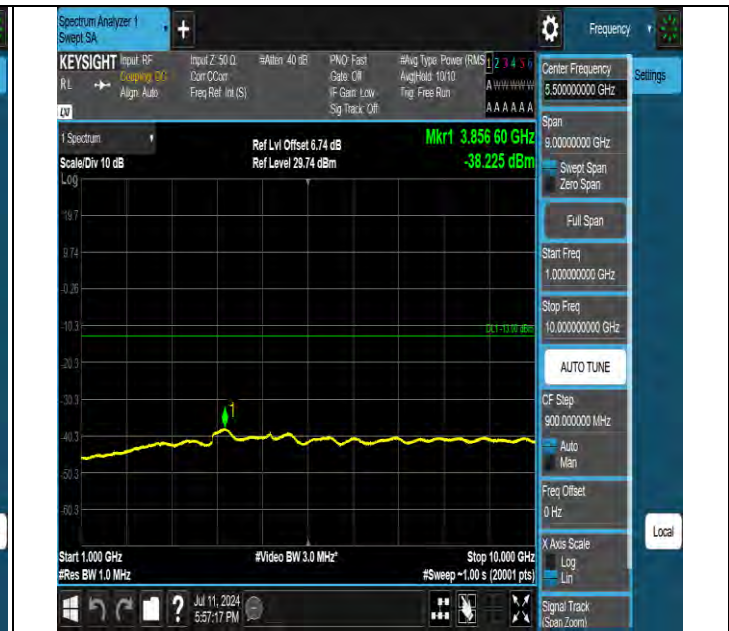 Spectrum Analyzer 1
Swept SA
+
Frequency
KEYSIGHT
RL
Input: RF
Coupling: DC
Align: Auto
Input Z: 50 Ω
Corr CCorr
Freq Ref: Int (S)
#Atten: 40 dB
PNO: Fast
Gate: Off
IF Gain: Low
Sig Track: Off
#Avg Type: Power (RMS
Avg|Hold: 10/10
Trig: Free Run
1 2 3 4 5 6
A W W W W W
A A A A A A
1 Spectrum
Scale/Div 10 dB
Ref Lvl Offset 6.74 dB
Ref Level 29.74 dBm
Mkr1 3.856 60 GHz
-38.225 dBm
Log
19.7
9.74
-0.26
-10.3
DL1 -13.00 dBm
-20.3
-30.3
1
-40.3
-50.3
-60.3
Start 1.000 GHz
#Res BW 1.0 MHz
#Video BW 3.0 MHz*
Stop 10.000 GHz
#Sweep ~1.00 s (20001 pts)
Center Frequency
5.500000000 GHz
Settings
Span
9.00000000 GHz
Swept Span
Zero Span
Full Span
Start Freq
1.000000000 GHz
Stop Freq
10.000000000 GHz
AUTO TUNE
CF Step
900.000000 MHz
Auto
Man
Freq Offset
0 Hz
X Axis Scale
Log
Lin
Local
Signal Track
(Span Zoom)
?
Jul 11, 2024
5:57:17 PM